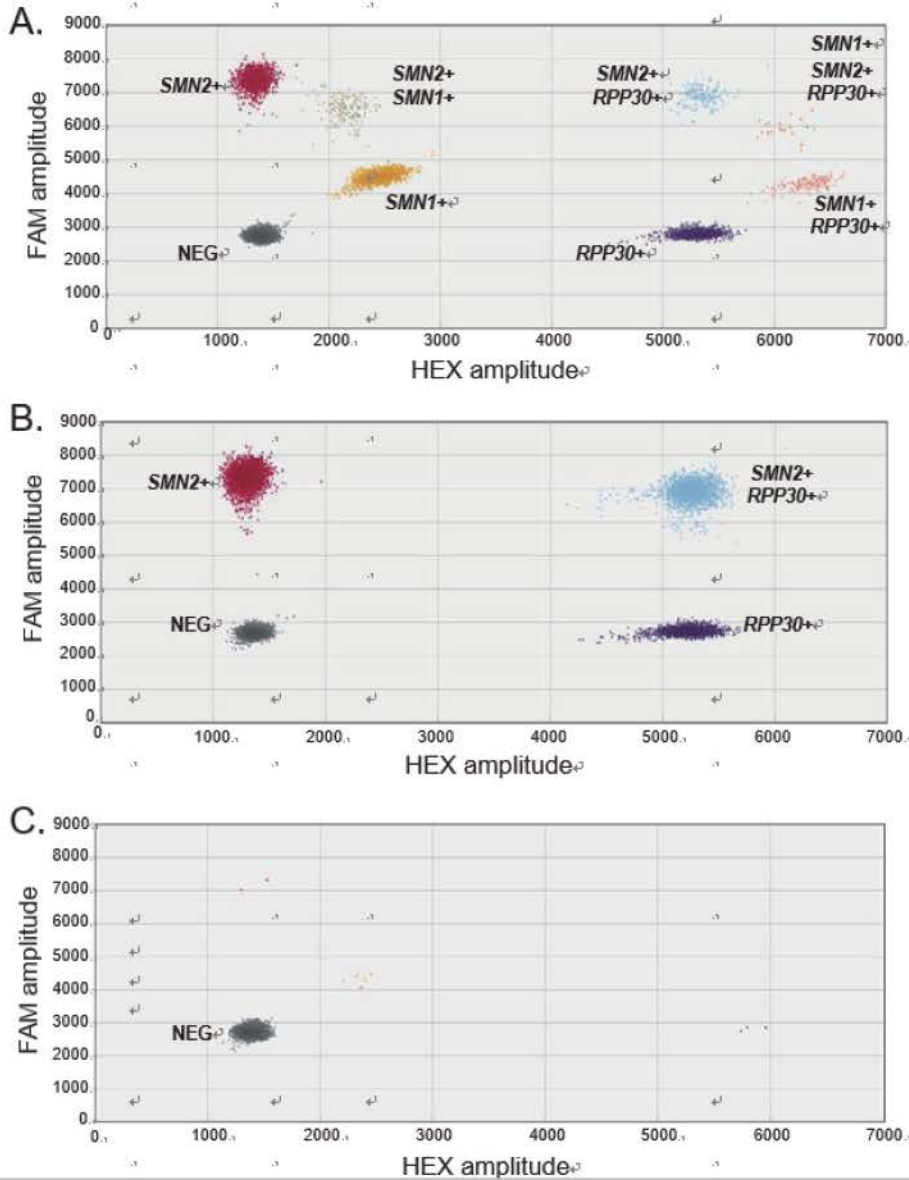 A.
9000
8000
7000
6000
5000
4000
3000
2000
1000
0
SMN2+
SMN2+
SMN1+
SMN2+
RPP30+
SMN1+
SMN2+
RPP30+
SMN1+
SMN1+
RPP30+
NEG
RPP30+
FAM amplitude
0 1000 2000 3000 4000 5000 6000 7000
HEX amplitude
B.
9000
8000
7000
6000
5000
4000
3000
2000
1000
0
SMN2+
SMN2+
RPP30+
NEG
RPP30+
FAM amplitude
0 1000 2000 3000 4000 5000 6000 7000
HEX amplitude
C.
9000
8000
7000
6000
5000
4000
3000
2000
1000
0
NEG
FAM amplitude
0 1000 2000 3000 4000 5000 6000 7000
HEX amplitude